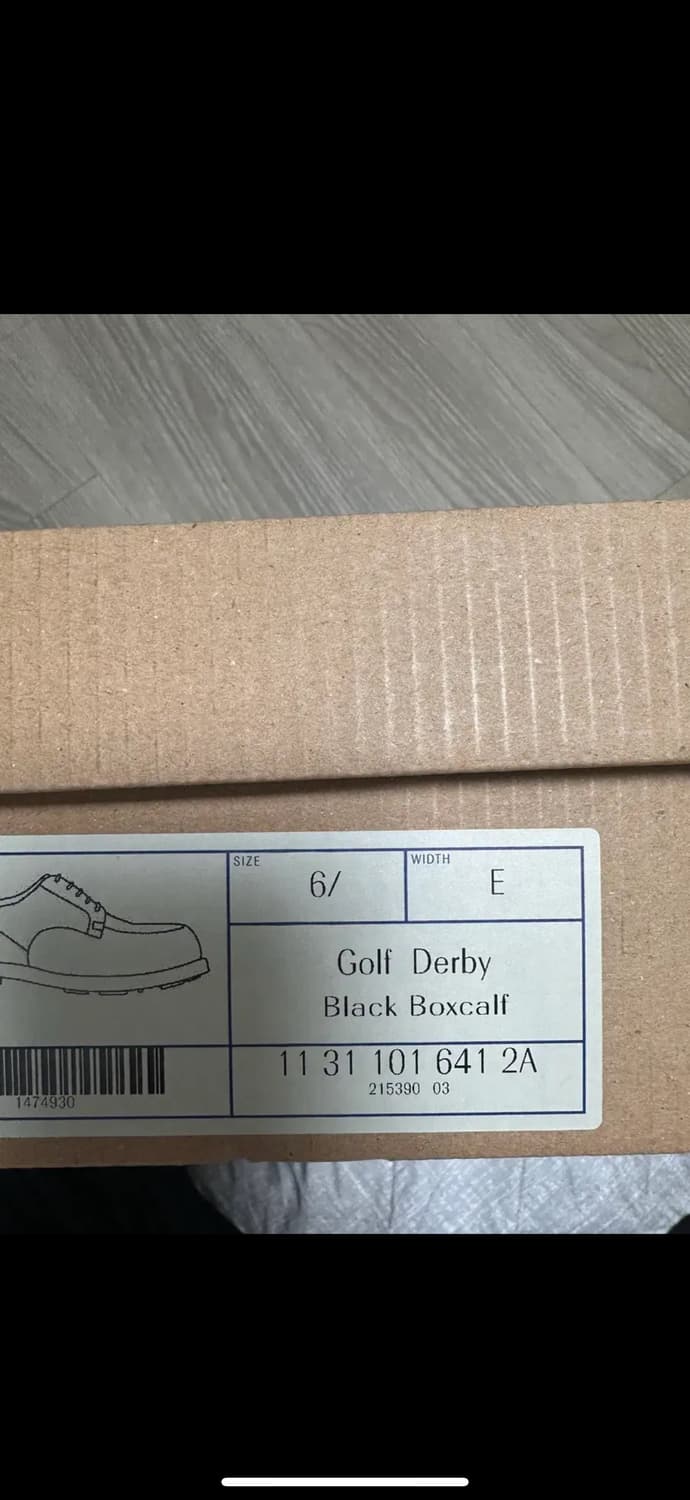 SIZE
6/
WIDTH
E
Golf Derby
Black Boxcalf
11 31 101 641 2A
215390 03
1474930